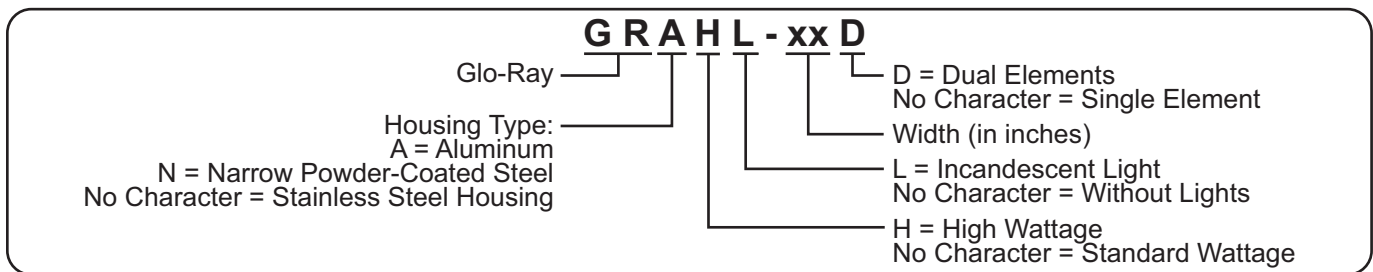 G R A H L - xx D
Glo-Ray
Housing Type:
A = Aluminum
N = Narrow Powder-Coated Steel
No Character = Stainless Steel Housing
D = Dual Elements
No Character = Single Element
Width (in inches)
L = Incandescent Light
No Character = Without Lights
H = High Wattage
No Character = Standard Wattage